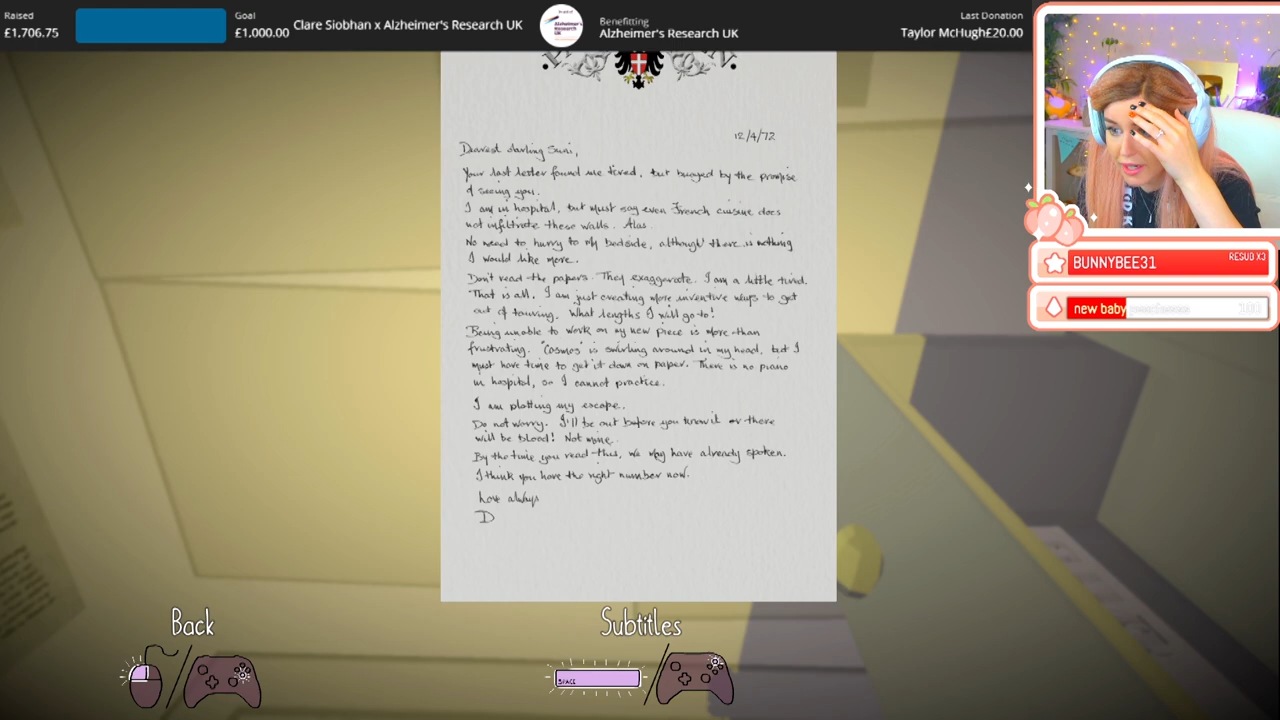 Raised
£1,706.75
Goal
£1,000.00
Clare Siobhan x Alzheimer's Research UK
Alzheimer's
Research
UK
Benefitting
Alzheimer's Research UK
Last Donation
Taylor McHugh£20.00
12/4/72
Dearest darling Suni,
Your last letter found me tired, but buoyed by the promise
of seeing you.
I am in hospital, but must say even French cuisine does
not infiltrate these walls. Alas.
No need to hurry to my bedside, although there is nothing
I would like more.
Don't read the papers. They exaggerate. I am a little tired.
That is all. I am just creating more inventive ways to get
out of touring. What lengths I will go to!
Being unable to work on my new piece is more than
frustrating. 'Cosmos' is swirling around in my head, but I
must have time to get it down on paper. There is no piano
in hospital, so I cannot practice.
I am plotting my escape.
Do not worry. I'll be out before you know it or there
will be blood! Not mine.
By the time you read this, we may have already spoken.
I think you have the right number now.
Love always
D
BUNNYBEE31
RESUB X3
new baby
Back
Subtitles
SPACE